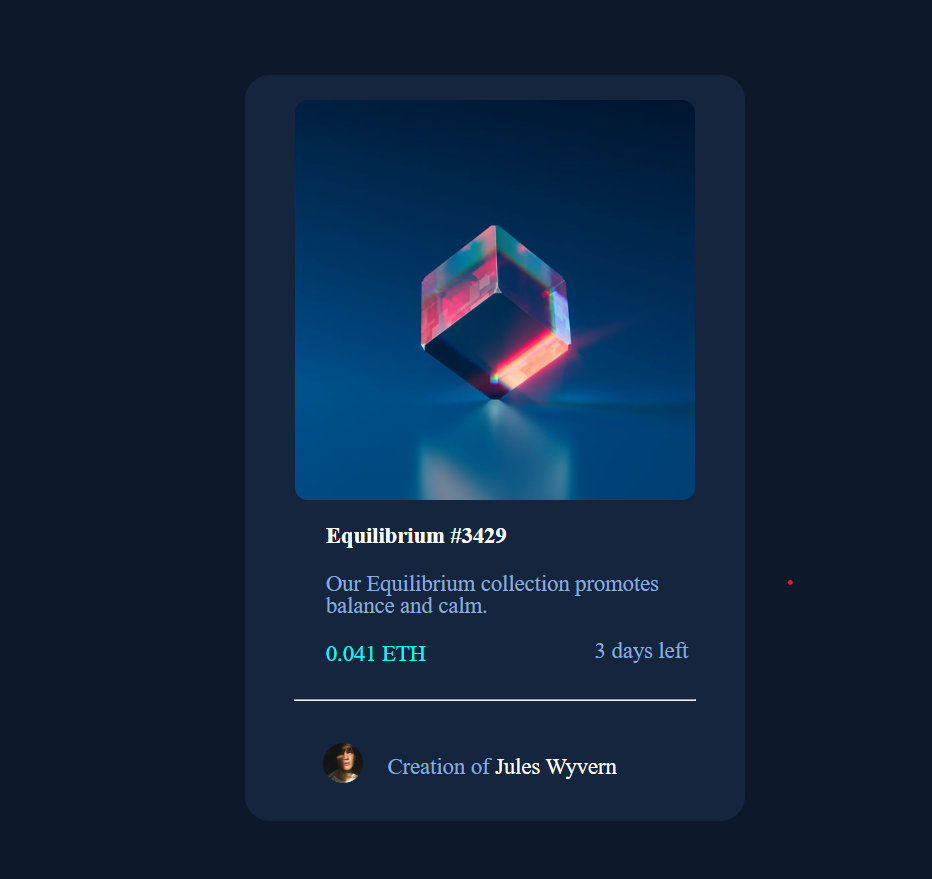 Equilibrium #3429
Our Equilibrium collection promotes
balance and calm.
0.041 ETH
3 days left
Creation of Jules Wyvern